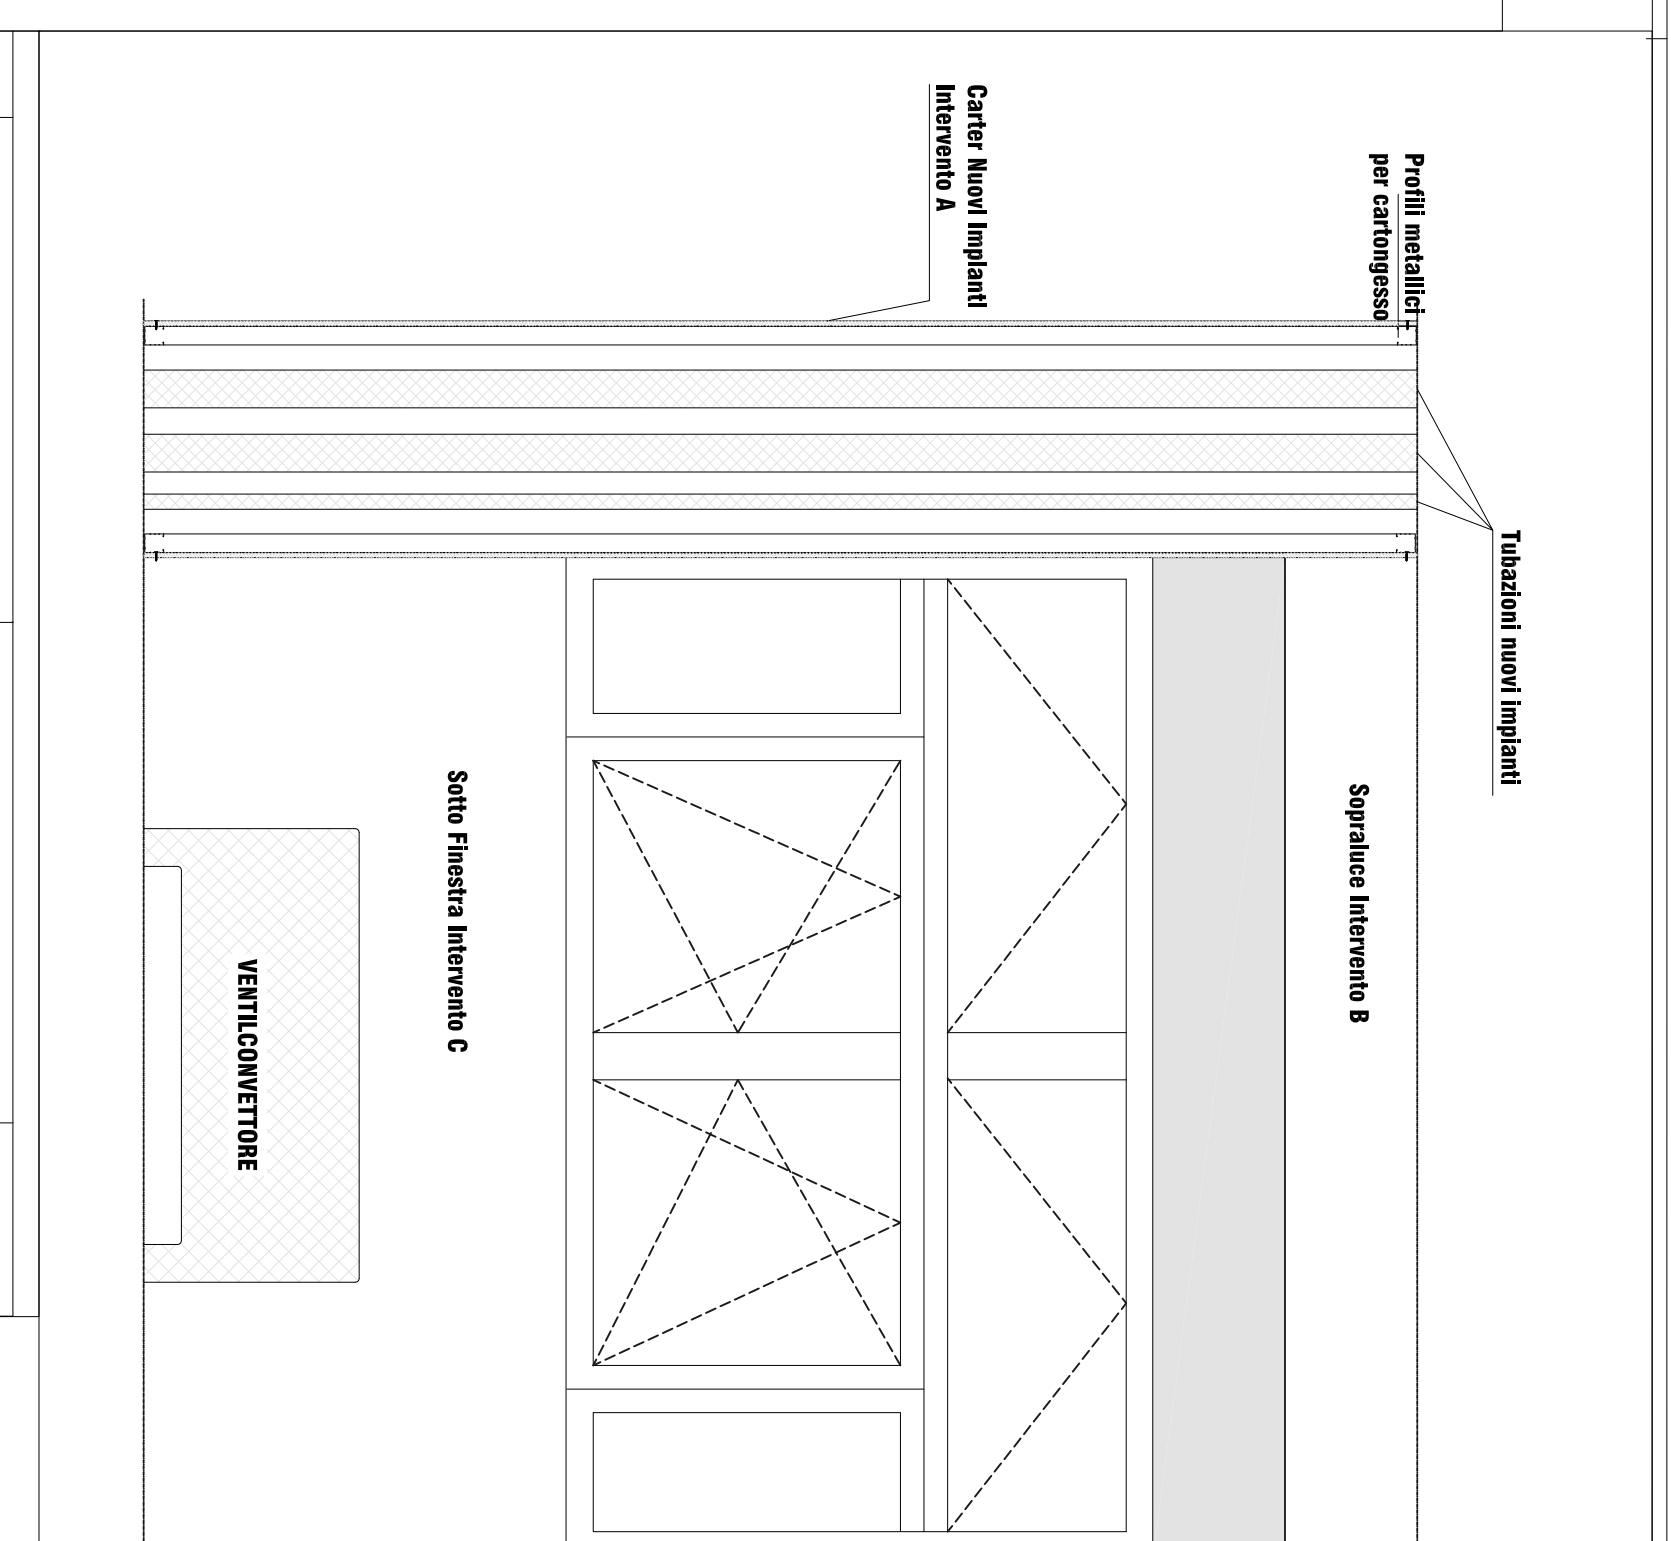 Profili metallici
per cartongesso
Carter Nuovi Impianti
Intervento A
Tubazioni nuovi impianti
Sopraluce Intervento B
Sotto Finestra Intervento C
VENTILCONVETTORE